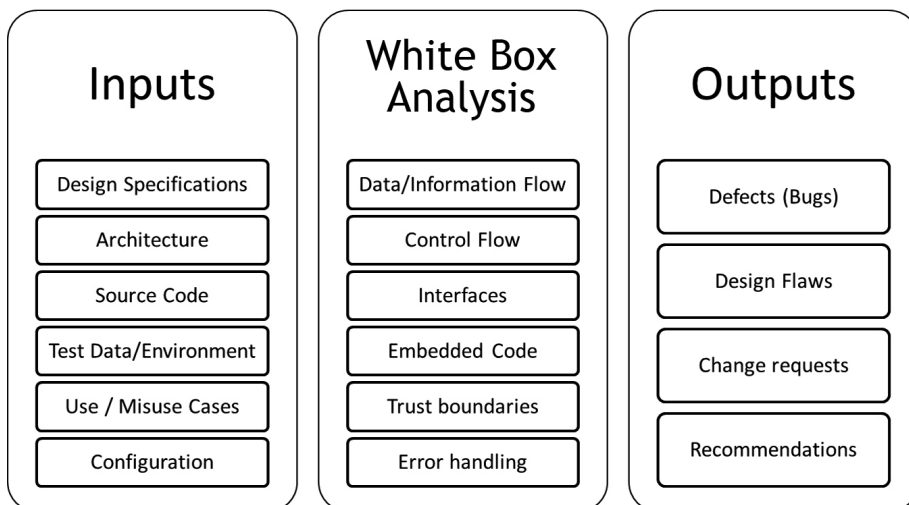 Inputs
Design Specifications
Architecture
Source Code
Test Data/Environment
Use / Misuse Cases
Configuration
White Box
Analysis
Data/Information Flow
Control Flow
Interfaces
Embedded Code
Trust boundaries
Error handling
Outputs
Defects (Bugs)
Design Flaws
Change requests
Recommendations